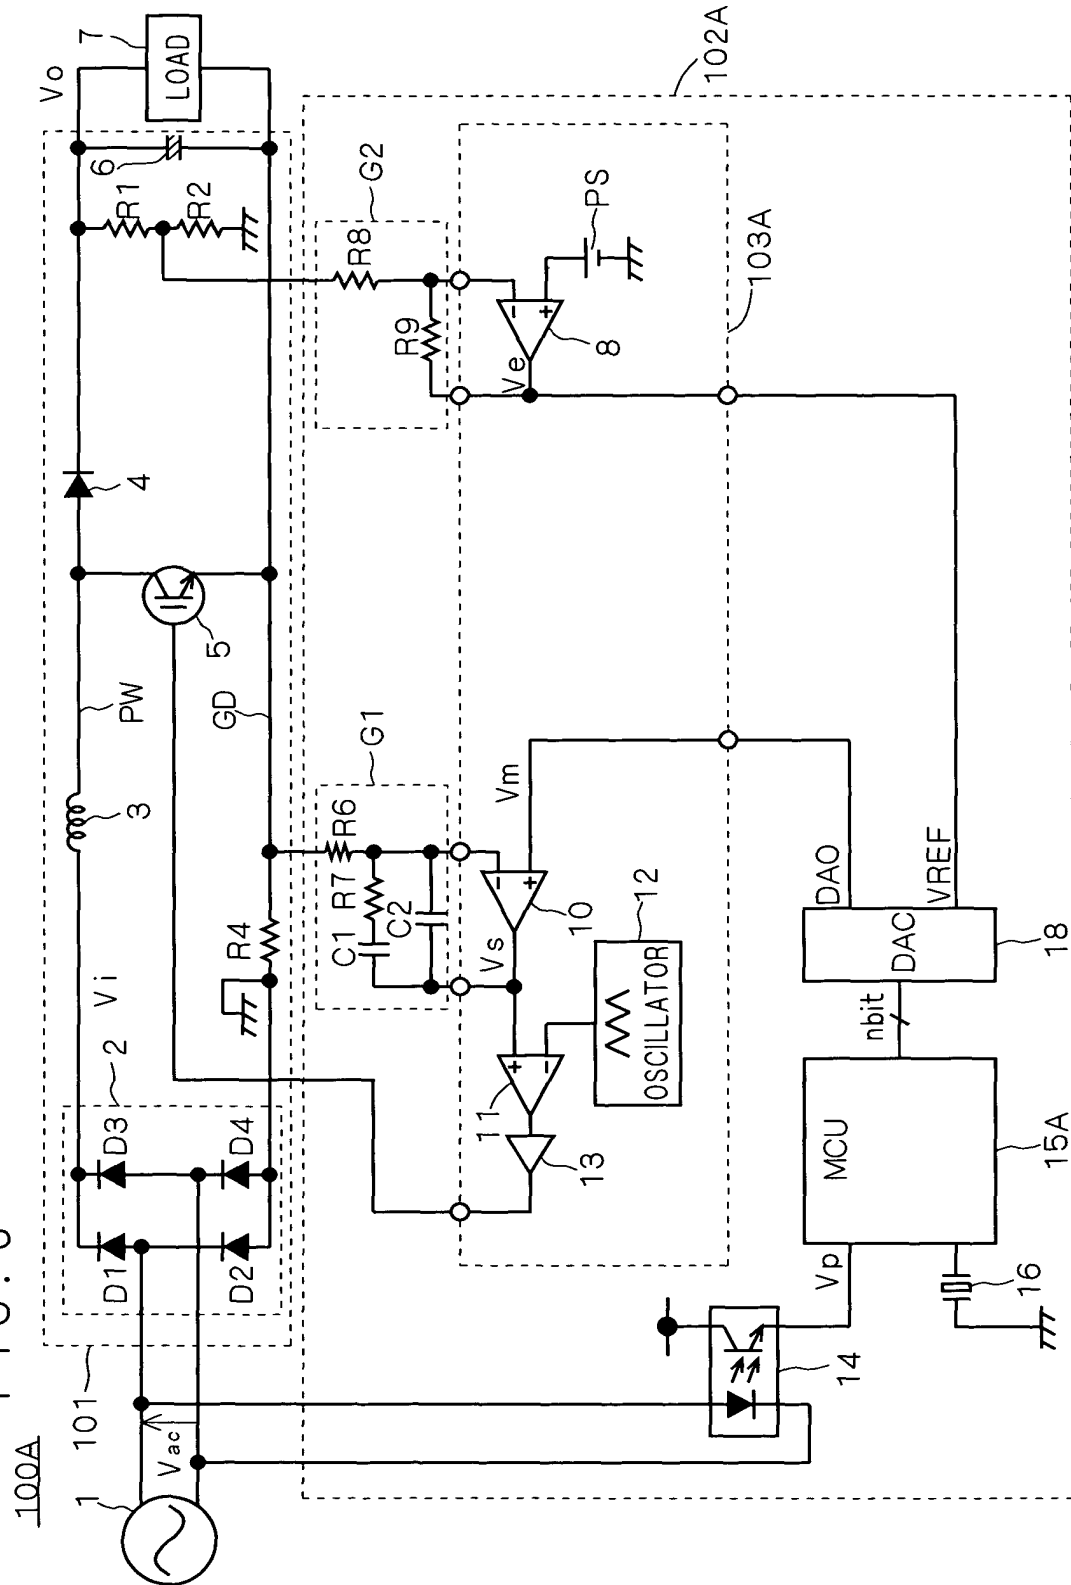 100A
1
Vac
101
D1
D2
D3
D4
2
Vi
R4
3
PW
GD
5
4
R1
R2
6
Vo
7
LOAD
G1
R6
R7
C1
C2
G2
R8
R9
102A
Vs
Vm
10
11
13
12
OSCILLATOR
Ve
8
PS
103A
14
Vp
16
MCU
15A
nbit
DAC
DAO
VREF
18